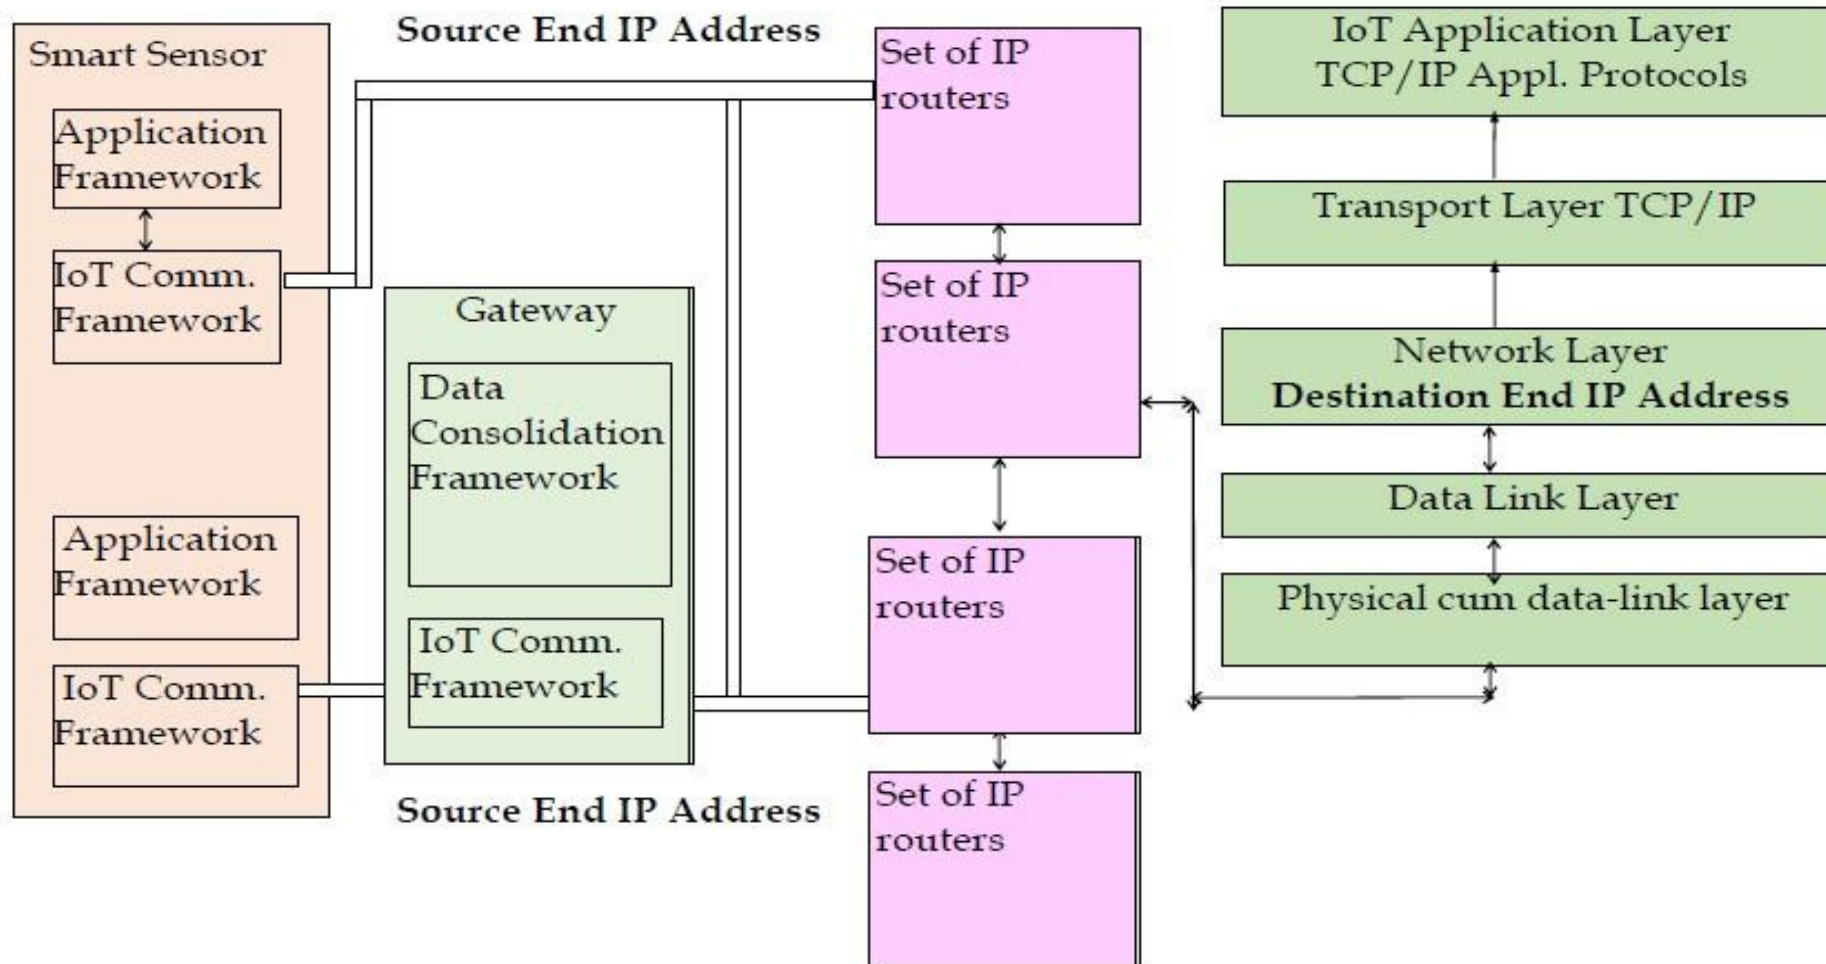 Source End IP Address
Smart Sensor
Application
Framework
IoT Comm.
Framework
Application
Framework
IoT Comm.
Framework
Gateway
Data
Consolidation
Framework
IoT Comm.
Framework
Source End IP Address
Set of IP
routers
Set of IP
routers
Set of IP
routers
Set of IP
routers
IoT Application Layer
TCP/IP Appl. Protocols
Transport Layer TCP/IP
Network Layer
Destination End IP Address
Data Link Layer
Physical cum data-link layer